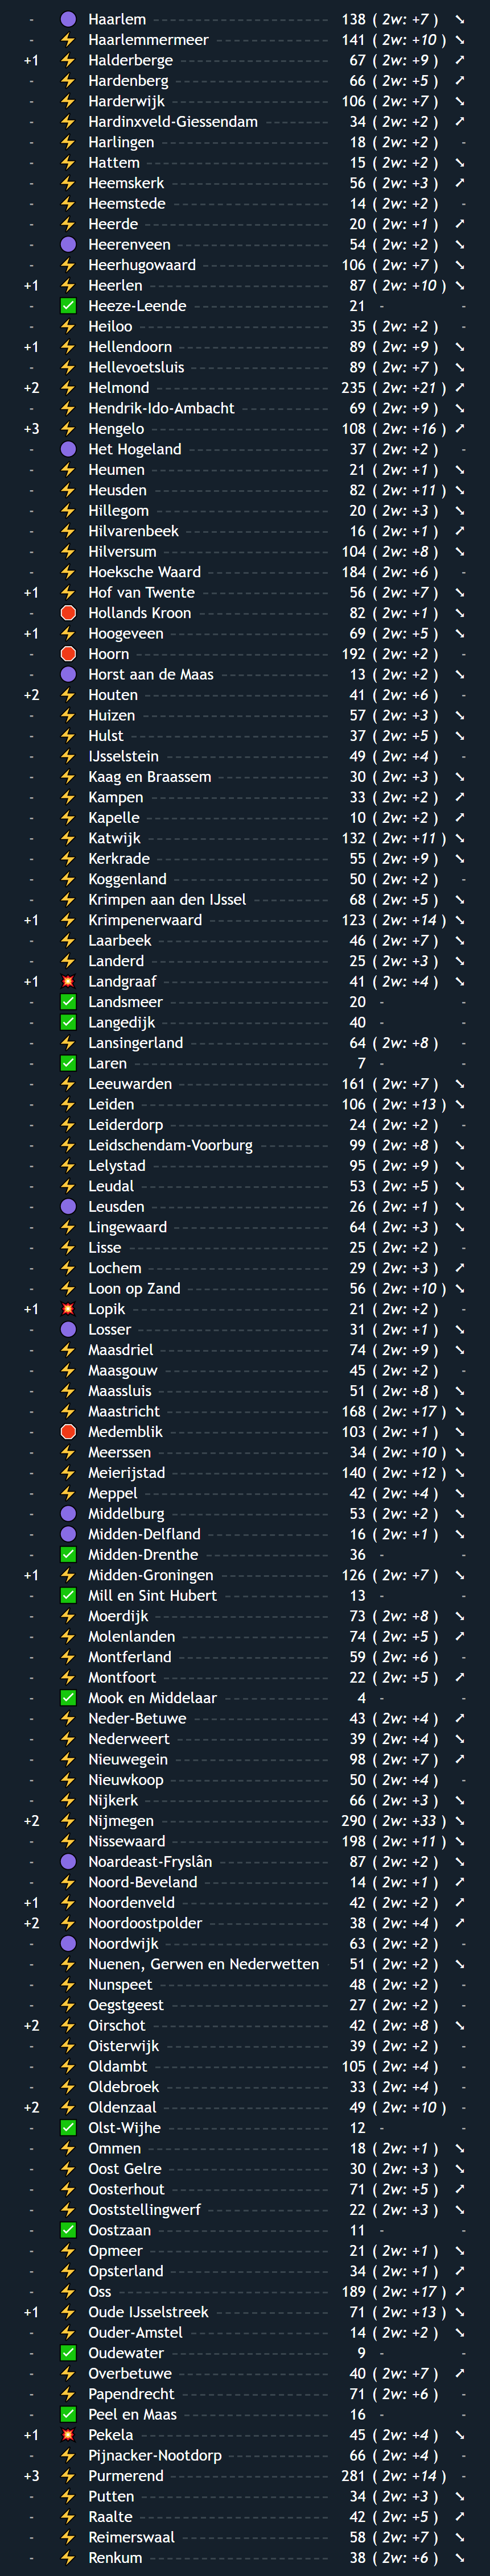 - Haarlem 138 ( 2w: +7 ) ↘
- Haarlemmermeer 141 ( 2w: +10 ) ↘
+1 Halderberge 67 ( 2w: +9 ) ↗
- Hardenberg 66 ( 2w: +5 ) ↗
- Harderwijk 106 ( 2w: +7 ) ↘
- Hardinxveld-Giessendam 34 ( 2w: +2 ) ↗
- Harlingen 18 ( 2w: +2 ) -
- Hattem 15 ( 2w: +2 ) ↘
- Heemskerk 56 ( 2w: +3 ) ↗
- Heemstede 14 ( 2w: +2 ) -
- Heerde 20 ( 2w: +1 ) ↗
- Heerenveen 54 ( 2w: +2 ) ↘
- Heerhugowaard 106 ( 2w: +7 ) ↘
+1 Heerlen 87 ( 2w: +10 ) ↘
- Heeze-Leende 21 - -
- Heiloo 35 ( 2w: +2 ) -
+1 Hellendoorn 89 ( 2w: +9 ) ↘
- Hellevoetsluis 89 ( 2w: +7 ) ↘
+2 Helmond 235 ( 2w: +21 ) ↗
- Hendrik-Ido-Ambacht 69 ( 2w: +9 ) ↘
+3 Hengelo 108 ( 2w: +16 ) ↗
- Het Hogeland 37 ( 2w: +2 ) -
- Heumen 21 ( 2w: +1 ) ↘
- Heusden 82 ( 2w: +11 ) ↘
- Hillegom 20 ( 2w: +3 ) ↘
- Hilvarenbeek 16 ( 2w: +1 ) ↗
- Hilversum 104 ( 2w: +8 ) ↘
- Hoeksche Waard 184 ( 2w: +6 ) -
+1 Hof van Twente 56 ( 2w: +7 ) ↘
- Hollands Kroon 82 ( 2w: +1 ) ↘
+1 Hoogeveen 69 ( 2w: +5 ) ↘
- Hoorn 192 ( 2w: +2 ) -
- Horst aan de Maas 13 ( 2w: +2 ) ↘
+2 Houten 41 ( 2w: +6 ) -
- Huizen 57 ( 2w: +3 ) ↘
- Hulst 37 ( 2w: +5 ) ↘
- IJsselstein 49 ( 2w: +4 ) -
- Kaag en Braassem 30 ( 2w: +3 ) ↘
- Kampen 33 ( 2w: +2 ) ↗
- Kapelle 10 ( 2w: +2 ) ↗
- Katwijk 132 ( 2w: +11 ) ↘
- Kerkrade 55 ( 2w: +9 ) ↘
- Koggenland 50 ( 2w: +2 ) -
- Krimpen aan den IJssel 68 ( 2w: +5 ) ↘
+1 Krimpenerwaard 123 ( 2w: +14 ) ↘
- Laarbeek 46 ( 2w: +7 ) ↘
- Landerd 25 ( 2w: +3 ) ↘
+1 Landgraaf 41 ( 2w: +4 ) ↘
- Landsmeer 20 - -
- Langedijk 40 - -
- Lansingerland 64 ( 2w: +8 ) -
- Laren 7 - -
- Leeuwarden 161 ( 2w: +7 ) ↘
- Leiden 106 ( 2w: +13 ) ↘
- Leiderdorp 24 ( 2w: +2 ) -
- Leidschendam-Voorburg 99 ( 2w: +8 ) ↘
- Lelystad 95 ( 2w: +9 ) ↘
- Leudal 53 ( 2w: +5 ) ↘
- Leusden 26 ( 2w: +1 ) ↘
- Lingewaard 64 ( 2w: +3 ) ↘
- Lisse 25 ( 2w: +2 ) -
- Lochem 29 ( 2w: +3 ) ↗
- Loon op Zand 56 ( 2w: +10 ) ↘
+1 Lopik 21 ( 2w: +2 ) -
- Losser 31 ( 2w: +1 ) ↘
- Maasdriel 74 ( 2w: +9 ) ↘
- Maasgouw 45 ( 2w: +2 ) -
- Maassluis 51 ( 2w: +8 ) ↘
- Maastricht 168 ( 2w: +17 ) ↗
- Medemblik 103 ( 2w: +1 ) ↘
- Meerssen 34 ( 2w: +10 ) ↘
- Meierijstad 140 ( 2w: +12 ) ↘
- Meppel 42 ( 2w: +4 ) ↘
- Middelburg 53 ( 2w: +2 ) ↘
- Midden-Delfland 16 ( 2w: +1 ) ↘
- Midden-Drenthe 36 - -
+1 Midden-Groningen 126 ( 2w: +7 ) ↘
- Mill en Sint Hubert 13 - -
- Moerdijk 73 ( 2w: +8 ) ↘
- Molenlanden 74 ( 2w: +5 ) ↗
- Montferland 59 ( 2w: +6 ) -
- Montfoort 22 ( 2w: +5 ) ↗
- Mook en Middelaar 4 - -
- Neder-Betuwe 43 ( 2w: +4 ) ↗
- Nederweert 39 ( 2w: +4 ) ↘
- Nieuwegein 98 ( 2w: +7 ) ↗
- Nieuwkoop 50 ( 2w: +4 ) -
- Nijkerk 66 ( 2w: +3 ) ↘
+2 Nijmegen 290 ( 2w: +33 ) ↘
- Nissewaard 198 ( 2w: +11 ) ↘
- Noardeast-Fryslân 87 ( 2w: +2 ) ↘
- Noord-Beveland 14 ( 2w: +1 ) ↗
+1 Noordenveld 42 ( 2w: +2 ) ↗
+2 Noordoostpolder 38 ( 2w: +4 ) ↗
- Noordwijk 63 ( 2w: +2 ) -
- Nuenen, Gerwen en Nederwetten 51 ( 2w: +2 ) ↘
- Nunspeet 48 ( 2w: +2 ) -
- Oegstgeest 27 ( 2w: +2 ) -
+2 Oirschot 42 ( 2w: +8 ) ↘
- Oisterwijk 39 ( 2w: +2 ) -
- Oldambt 105 ( 2w: +4 ) -
- Oldebroek 33 ( 2w: +4 ) -
+2 Oldenzaal 49 ( 2w: +10 ) -
- Olst-Wijhe 12 - -
- Ommen 18 ( 2w: +1 ) ↘
- Oost Gelre 30 ( 2w: +3 ) ↘
- Oosterhout 71 ( 2w: +5 ) ↗
- Ooststellingwerf 22 ( 2w: +3 ) ↘
- Oostzaan 11 - -
- Opmeer 21 ( 2w: +1 ) ↘
- Opsterland 34 ( 2w: +1 ) ↗
- Oss 189 ( 2w: +17 ) ↗
+1 Oude IJsselstreek 71 ( 2w: +13 ) ↘
- Ouder-Amstel 14 ( 2w: +2 ) ↘
- Oudewater 9 - -
- Overbetuwe 40 ( 2w: +7 ) ↗
- Papendrecht 71 ( 2w: +6 ) -
- Peel en Maas 16 - -
+1 Pekela 45 ( 2w: +4 ) ↘
- Pijnacker-Nootdorp 66 ( 2w: +4 ) -
+3 Purmerend 281 ( 2w: +14 ) -
- Putten 34 ( 2w: +3 ) ↘
- Raalte 42 ( 2w: +5 ) ↗
- Reimerswaal 58 ( 2w: +7 ) ↘
- Renkum 38 ( 2w: +6 ) ↘